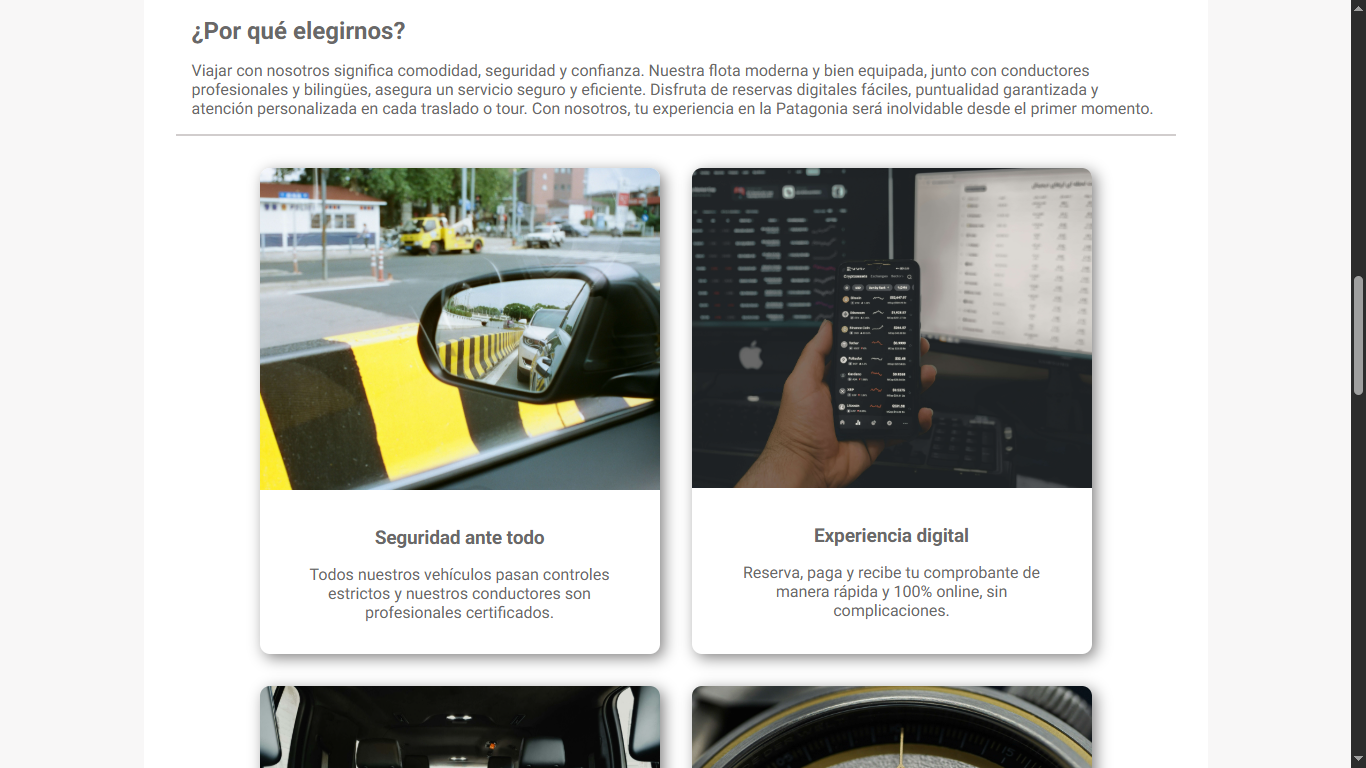 ¿Por qué elegirnos?
Viajar con nosotros significa comodidad, seguridad y confianza. Nuestra flota moderna y bien equipada, junto con conductores
profesionales y bilingües, asegura un servicio seguro y eficiente. Disfruta de reservas digitales fáciles, puntualidad garantizada y
atención personalizada en cada traslado o tour. Con nosotros, tu experiencia en la Patagonia será inolvidable desde el primer momento.
Seguridad ante todo
Todos nuestros vehículos pasan controles
estrictos y nuestros conductores son
profesionales certificados.
Experiencia digital
Reserva, paga y recibe tu comprobante de
manera rápida y 100% online, sin
complicaciones.